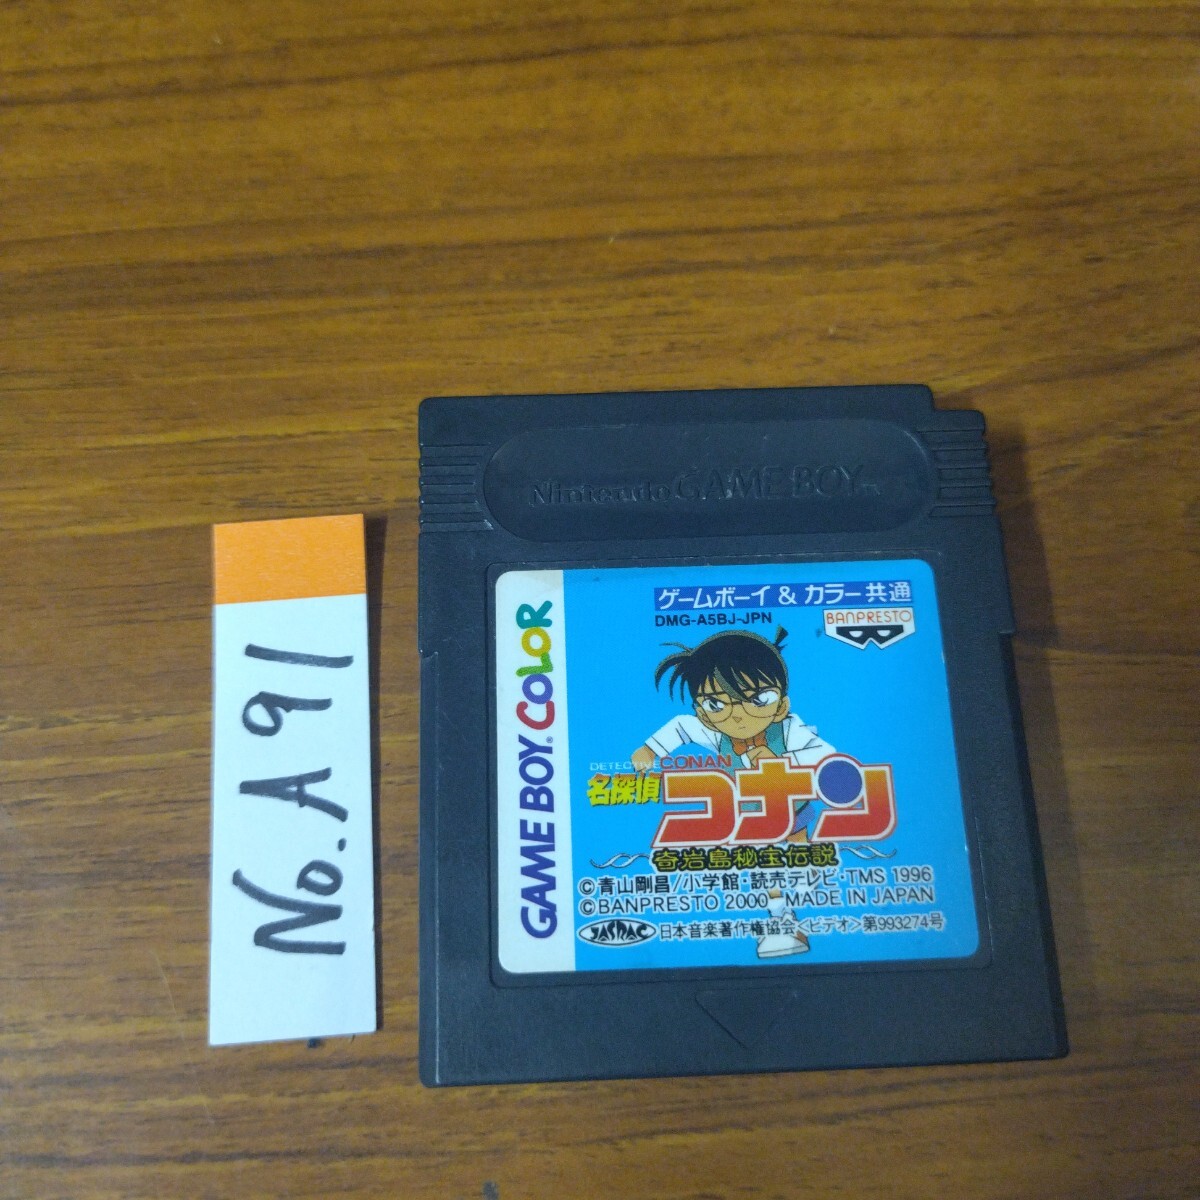 No. A 91
Nintendo GAME BOY
GAME BOY COLOR
ゲームボーイ & カラー共通
DMG-A5BJ-JPN
BANPRESTO
DETECTIVE CONAN
名探偵
コナン
奇岩島秘宝伝説
©青山剛昌/小学館・読売テレビ・TMS 1996
©BANPRESTO 2000 MADE IN JAPAN
JASRAC 日本音楽著作権協会<ビデオ>第993274号